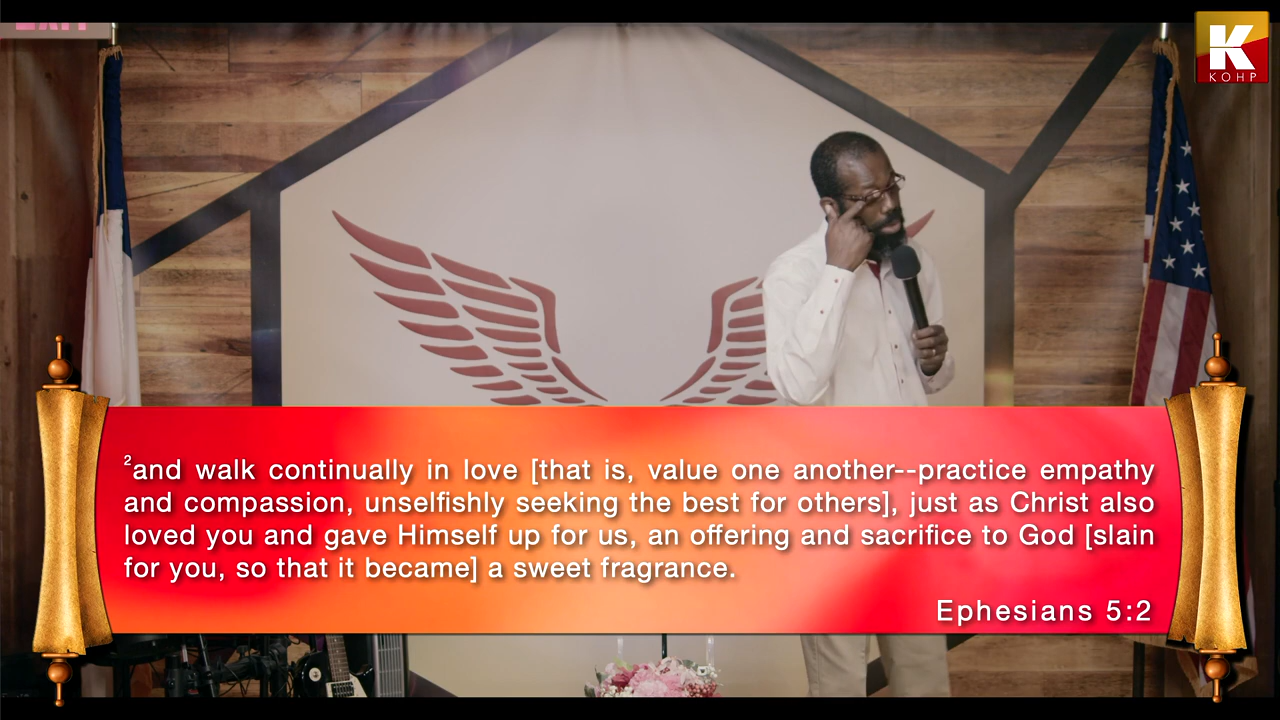 EXIT
K
KOHP
²and walk continually in love [that is, value one another--practice empathy
and compassion, unselfishly seeking the best for others], just as Christ also
loved you and gave Himself up for us, an offering and sacrifice to God [slain
for you, so that it became] a sweet fragrance.
Ephesians 5:2